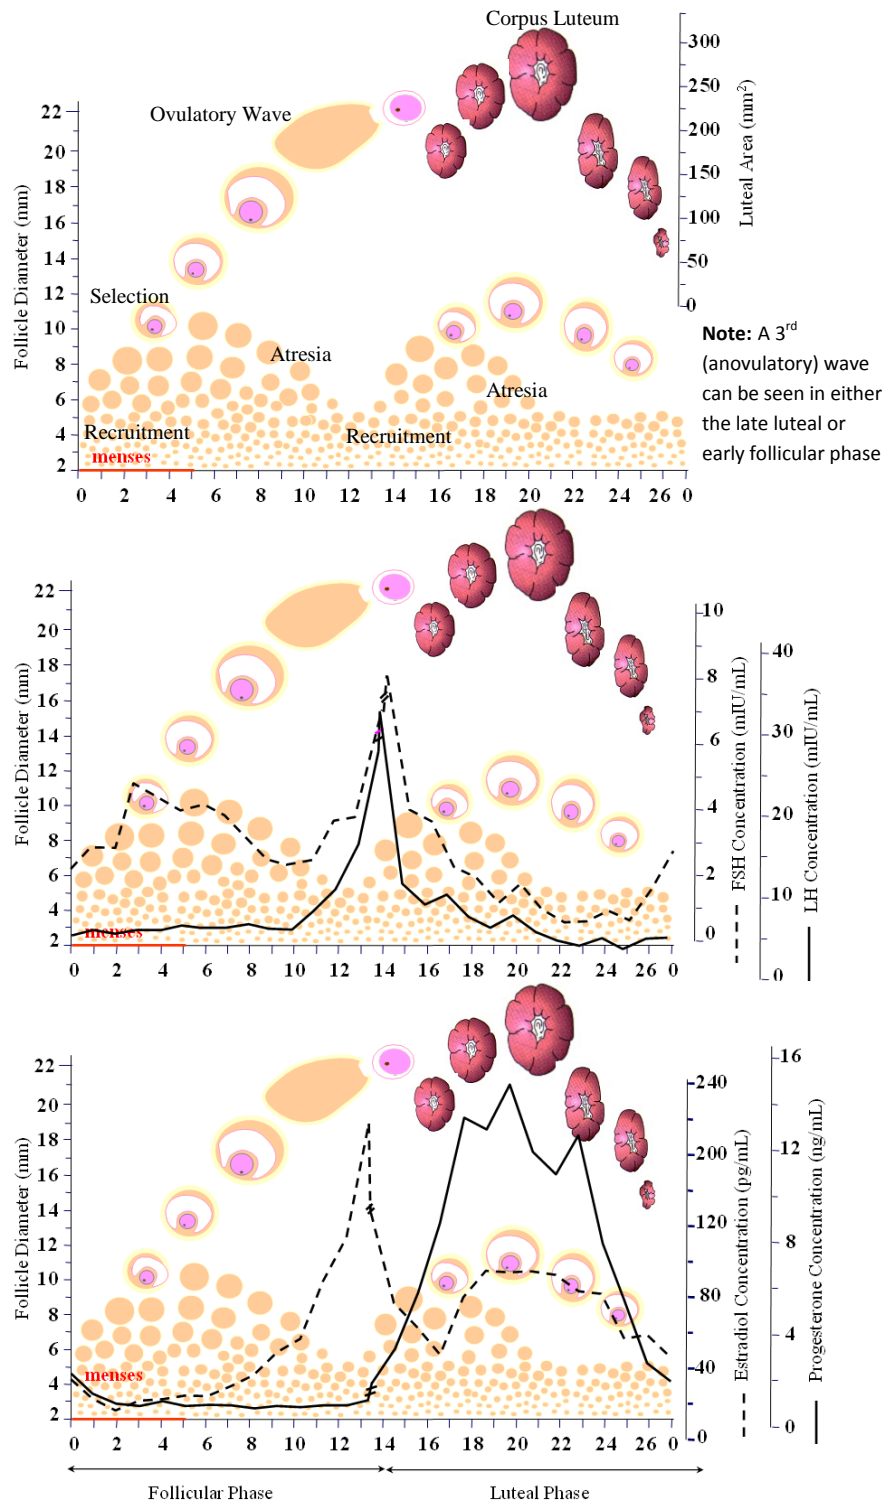 Corpus Luteum
300
250
200
150
100
50
0
Luteal Area (mm²)
Ovulatory Wave
22
20
18
16
14
12
10
8
6
4
2
Follicle Diameter (mm)
Selection
Atresia
Atresia
Recruitment
Recruitment
menses
0 2 4 6 8 10 12 14 16 18 20 22 24 26 0
Note: A 3rd
(anovulatory) wave
can be seen in either
the late luteal or
early follicular phase
22
20
18
16
14
12
10
8
6
4
2
Follicle Diameter (mm)
menses
0 2 4 6 8 10 12 14 16 18 20 22 24 26 0
10
8
6
4
2
0
FSH Concentration (mIU/mL)
40
30
20
10
0
LH Concentration (mIU/mL)
22
20
18
16
14
12
10
8
6
4
2
Follicle Diameter (mm)
menses
0 2 4 6 8 10 12 14 16 18 20 22 24 26 0
240
200
120
80
40
0
Estradiol Concentration (pg/mL)
16
12
8
4
0
Progesterone Concentration (ng/mL)
Follicular Phase
Luteal Phase